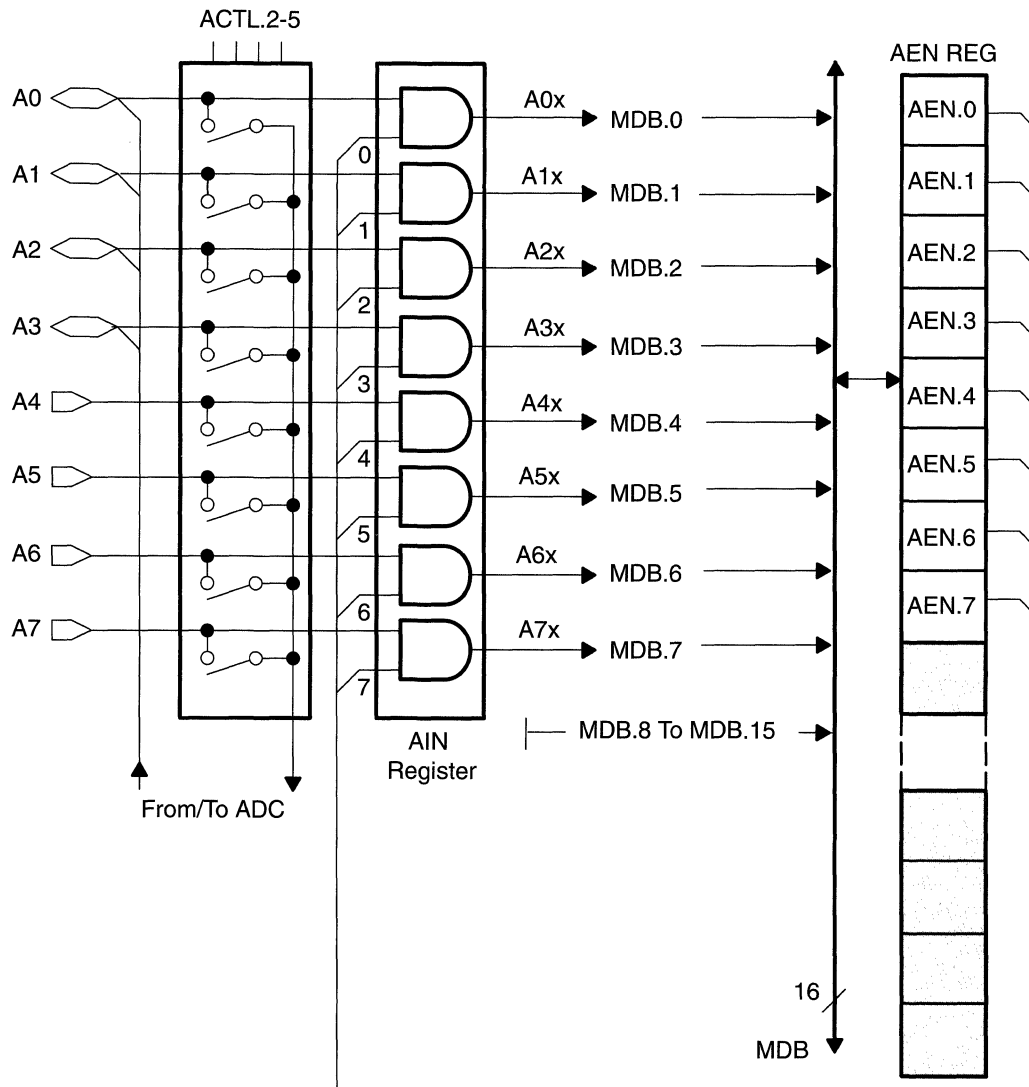 ACTL.2-5
AEN REG
A0
A0x
MDB.0
AEN.0
0
A1
A1x
MDB.1
AEN.1
1
A2
A2x
MDB.2
AEN.2
2
A3
A3x
MDB.3
AEN.3
3
A4
A4x
MDB.4
AEN.4
4
A5
A5x
MDB.5
AEN.5
5
A6
A6x
MDB.6
AEN.6
6
A7
A7x
MDB.7
AEN.7
7
MDB.8 To MDB.15
AIN
Register
From/To ADC
16
MDB